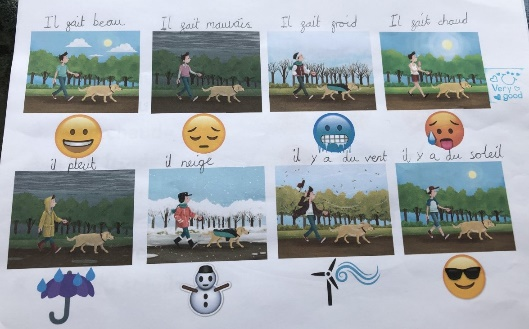 Il fait beau
Il fait mauvais
Il fait froid
Il fait chaud
Very good
il pleut
il neige
il y a du vent
il y a du soleil